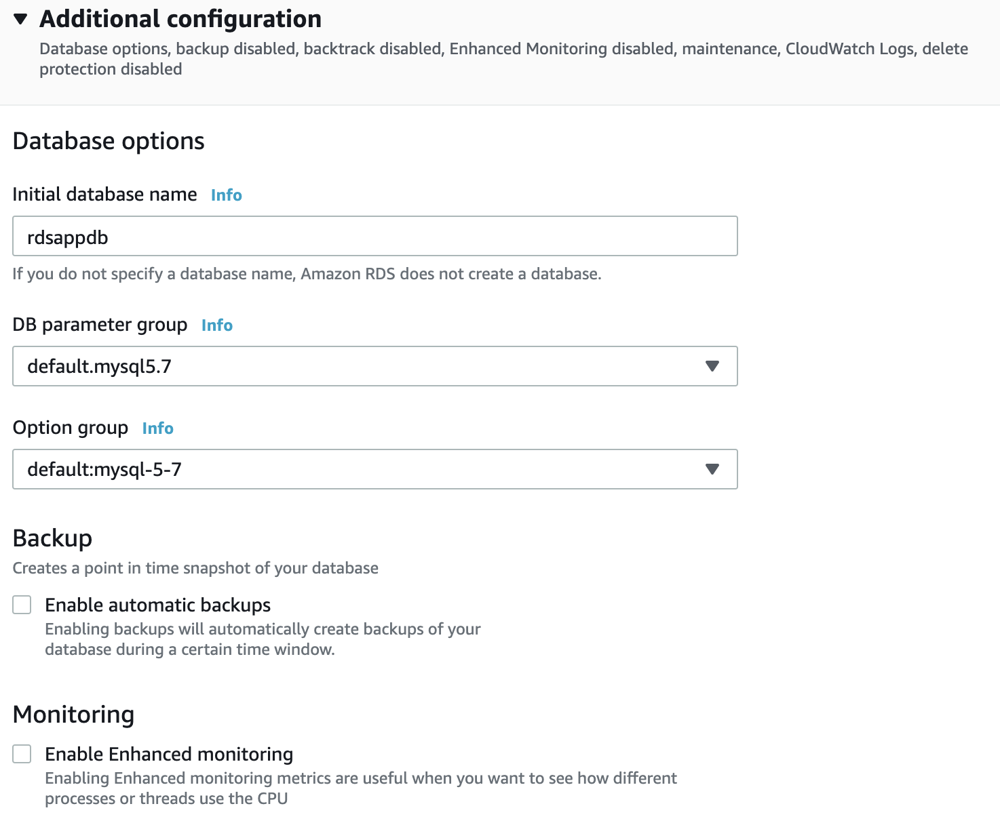 Additional configuration
Database options, backup disabled, backtrack disabled, Enhanced Monitoring disabled, maintenance, CloudWatch Logs, delete
protection disabled
Database options
Initial database name Info
rdsappdb
If you do not specify a database name, Amazon RDS does not create a database.
DB parameter group Info
default.mysql5.7
Option group Info
default:mysql-5-7
Backup
Creates a point in time snapshot of your database
Enable automatic backups
Enabling backups will automatically create backups of your
database during a certain time window.
Monitoring
Enable Enhanced monitoring
Enabling Enhanced monitoring metrics are useful when you want to see how different
processes or threads use the CPU